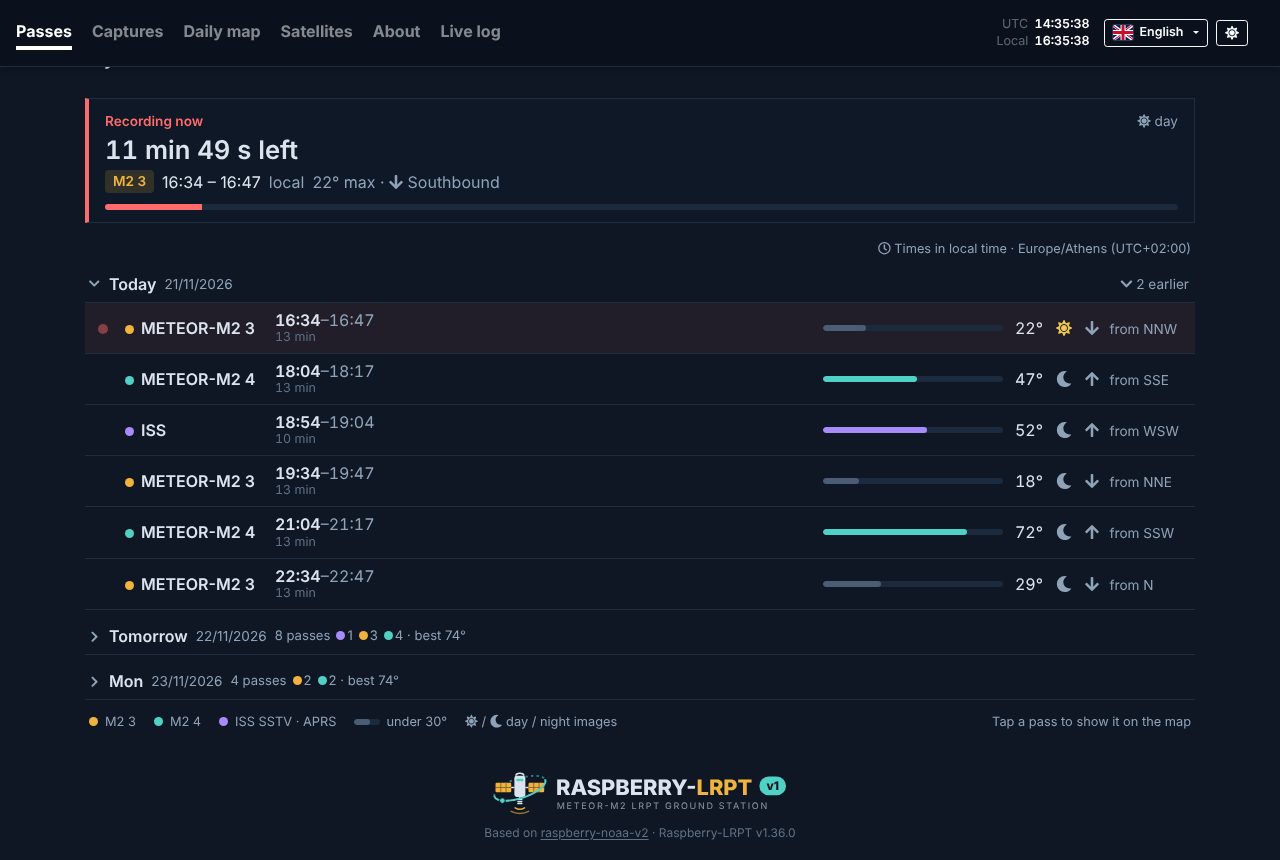 Passes Captures Daily map Satellites About Live log
UTC 14:35:38
Local 16:35:38
English
Recording now
day
11 min 49 s left
M2 3 16:34 – 16:47 local 22° max · Southbound
Times in local time · Europe/Athens (UTC+02:00)
Today 21/11/2026
2 earlier
METEOR-M2 3 16:34–16:47 22° from NNW
13 min
METEOR-M2 4 18:04–18:17 47° from SSE
13 min
ISS 18:54–19:04 52° from WSW
10 min
METEOR-M2 3 19:34–19:47 18° from NNE
13 min
METEOR-M2 4 21:04–21:17 72° from SSW
13 min
METEOR-M2 3 22:34–22:47 29° from N
13 min
Tomorrow 22/11/2026 8 passes 1 3 4 · best 74°
Mon 23/11/2026 4 passes 2 2 · best 74°
M2 3 M2 4 ISS SSTV · APRS under 30° / day / night images
Tap a pass to show it on the map
RASPBERRY-LRPT v1
METEOR-M2 LRPT GROUND STATION
Based on raspberry-noaa-v2 · Raspberry-LRPT v1.36.0